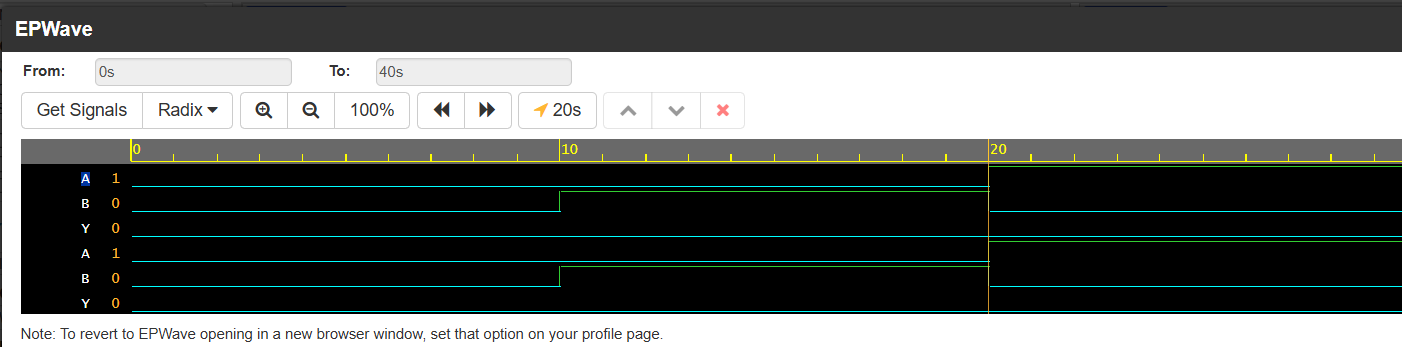 EPWave
From: 0s To: 40s
Get Signals Radix 100% 20s
0 10 20
A 1
B 0
Y 0
A 1
B 0
Y 0
Note: To revert to EPWave opening in a new browser window, set that option on your profile page.